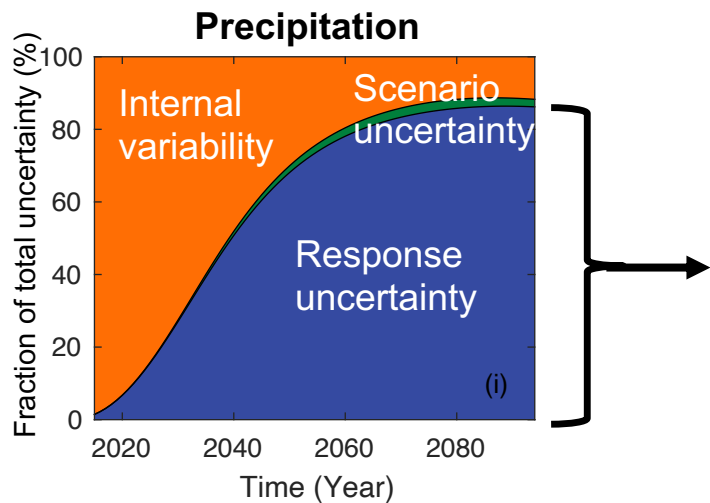 Precipitation
Fraction of total uncertainty (%)
100
80
60
40
20
0
Internal
variability
Scenario
uncertainty
Response
uncertainty
(i)
2020 2040 2060 2080
Time (Year)